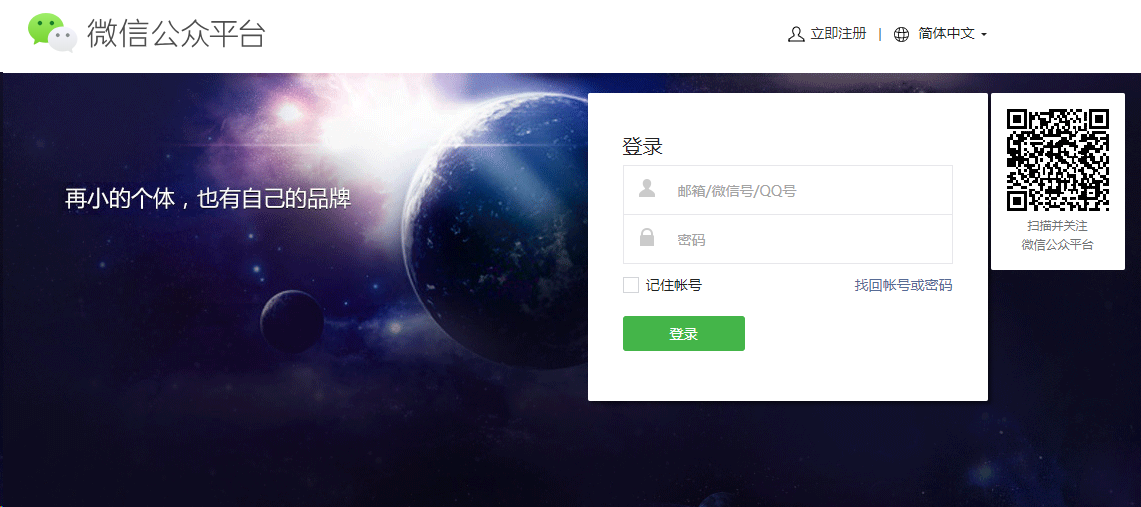 微信公众平台
立即注册 | 简体中文
登录
再小的个体，也有自己的品牌
邮箱/微信号/QQ号
密码
记住帐号 找回帐号或密码
登录
扫描并关注
微信公众平台